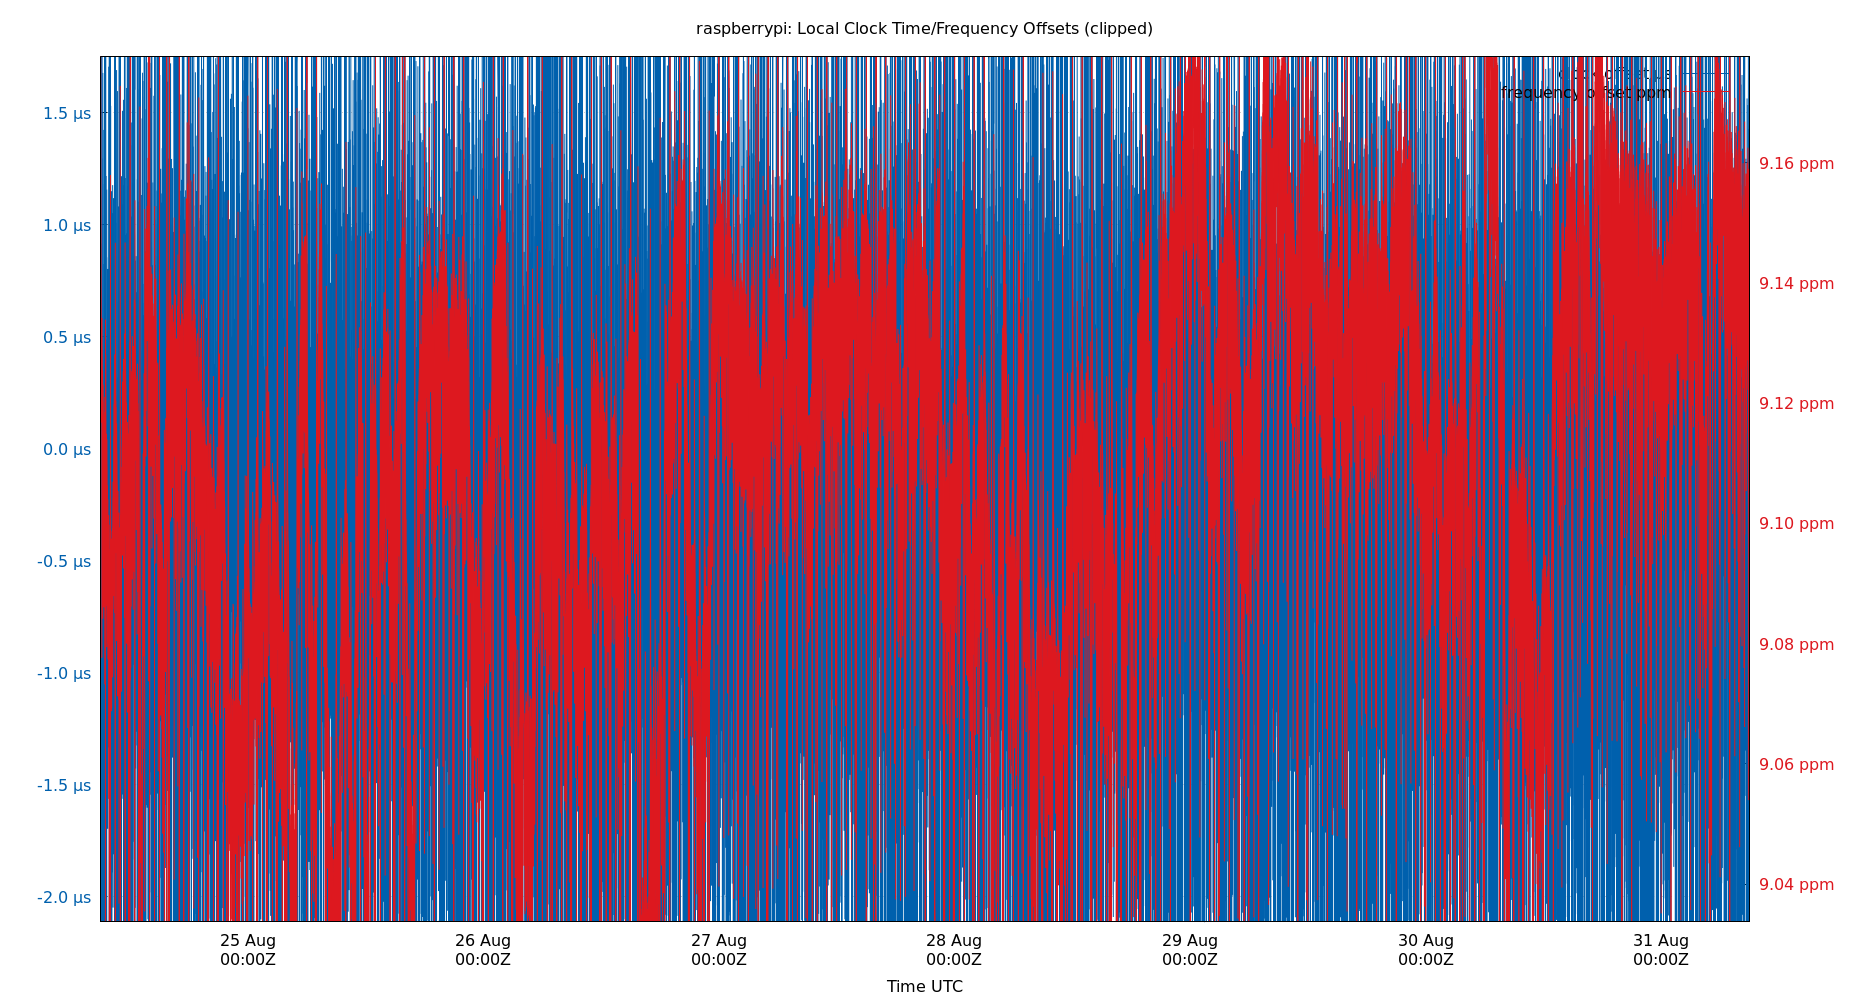 raspberrypi: Local Clock Time/Frequency Offsets (clipped)
clock offset µs
frequency offset ppm
1.5 µs
1.0 µs
0.5 µs
0.0 µs
-0.5 µs
-1.0 µs
-1.5 µs
-2.0 µs
9.16 ppm
9.14 ppm
9.12 ppm
9.10 ppm
9.08 ppm
9.06 ppm
9.04 ppm
25 Aug 26 Aug 27 Aug 28 Aug 29 Aug 30 Aug 31 Aug
00:00Z 00:00Z 00:00Z 00:00Z 00:00Z 00:00Z 00:00Z
Time UTC